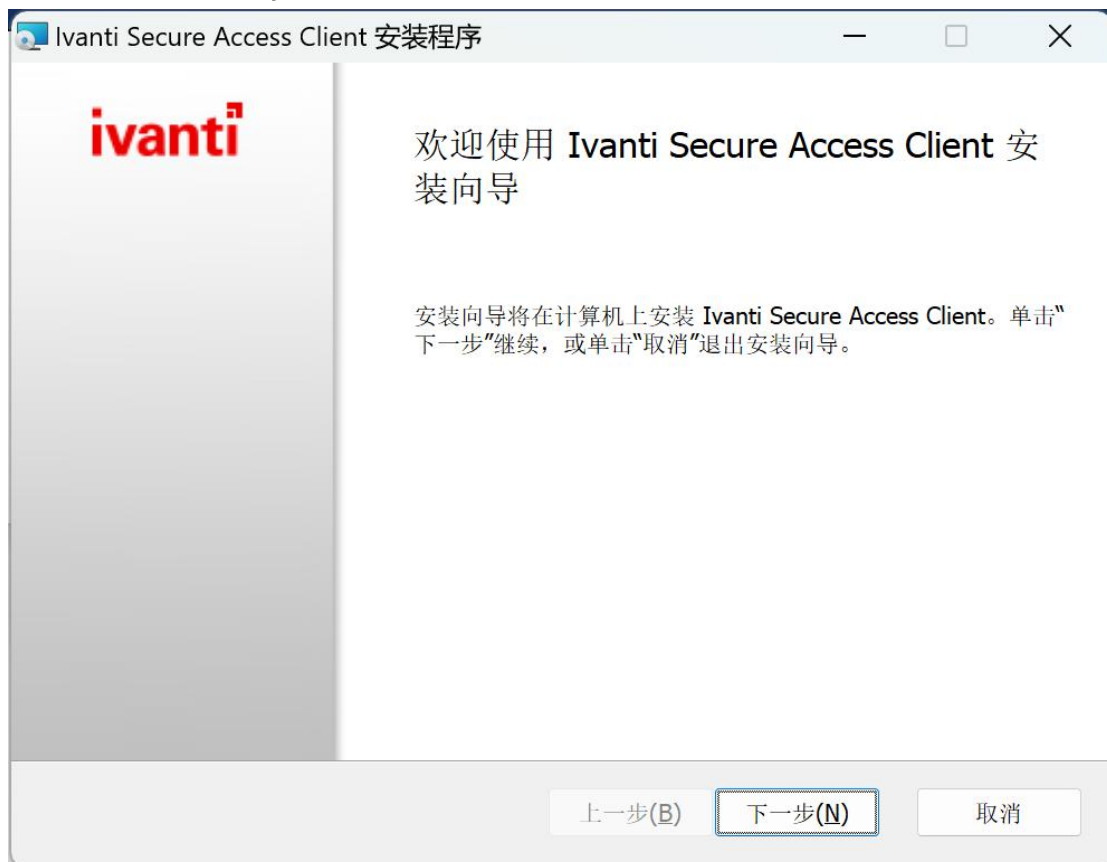 Ivanti Secure Access Client 安装程序
ivanti
欢迎使用 Ivanti Secure Access Client 安
装向导
安装向导将在计算机上安装 Ivanti Secure Access Client。单击“
下一步”继续，或单击“取消”退出安装向导。
上一步(B) 下一步(N) 取消